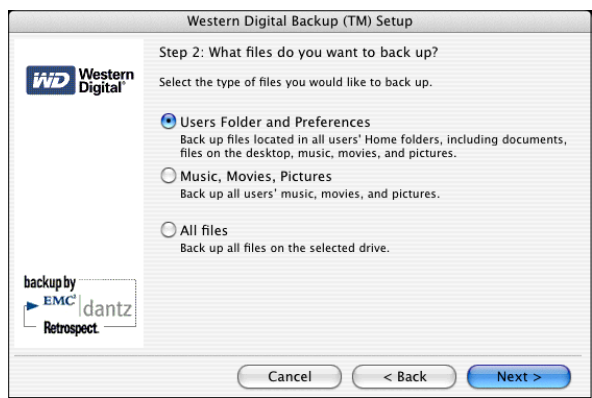 Western Digital Backup (TM) Setup
Step 2: What files do you want to back up?
WD Western
Digital®
Select the type of files you would like to back up.
Users Folder and Preferences
Back up files located in all users' Home folders, including documents,
files on the desktop, music, movies, and pictures.
Music, Movies, Pictures
Back up all users' music, movies, and pictures.
All files
Back up all files on the selected drive.
backup by
EMC² dantz
Retrospect.
Cancel
< Back
Next >